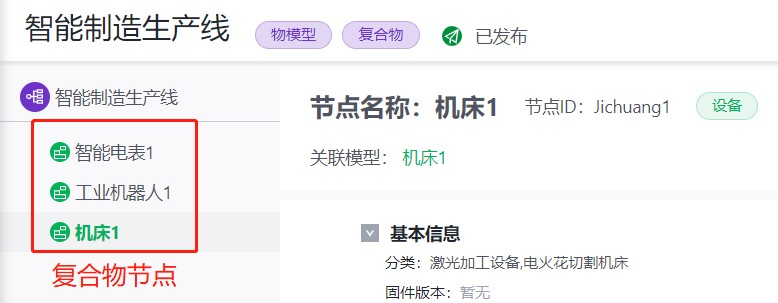 智能制造生产线 物模型 复合物 已发布
智能制造生产线
智能电表1
工业机器人1
机床1
复合物节点
节点名称：机床1 节点ID：Jichuang1 设备
关联模型： 机床1
基本信息
分类：激光加工设备,电火花切割机床
固件版本：暂无